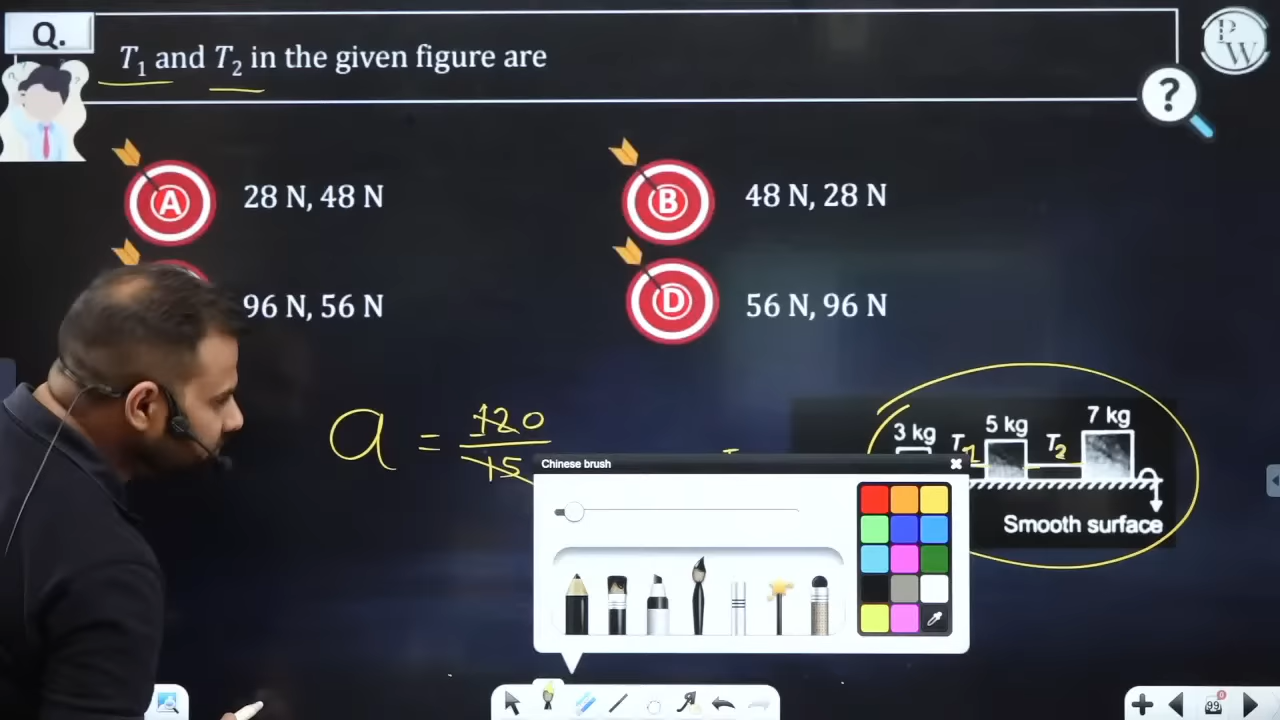 Q.
T₁ and T₂ in the given figure are
P
W
?
A 28 N, 48 N
B 48 N, 28 N
96 N, 56 N
D 56 N, 96 N
a = 120/15
3 kg T₁ 5 kg T₂ 7 kg
Smooth surface
Chinese brush
99